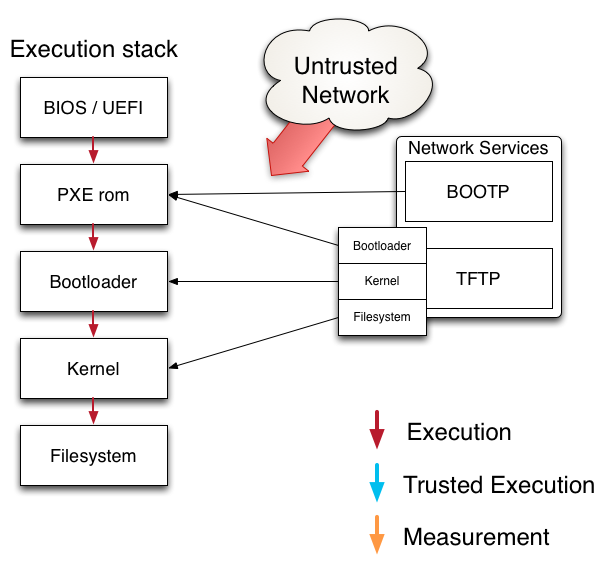 Execution stack
Untrusted
Network
BIOS / UEFI
Network Services
PXE rom
BOOTP
Bootloader
Bootloader
Kernel
TFTP
Filesystem
Kernel
Filesystem
Execution
Trusted Execution
Measurement